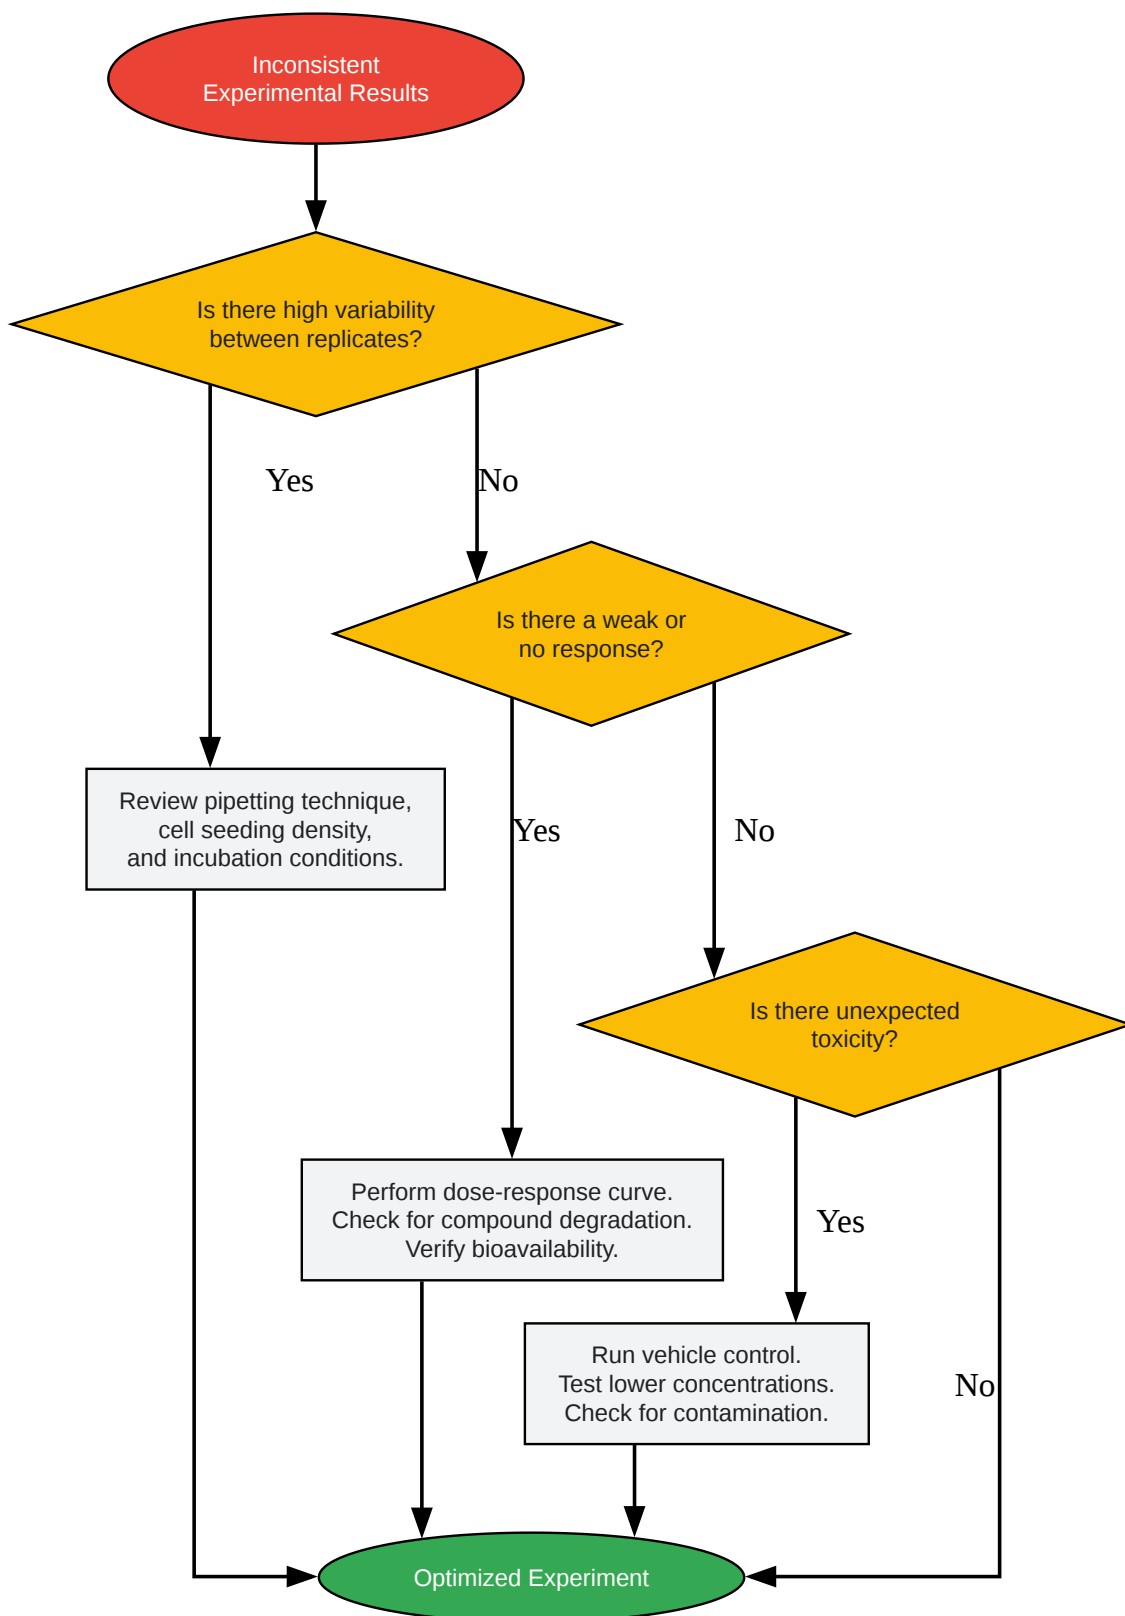 Inconsistent
Experimental Results
Is there high variability
between replicates?
Yes
No
Is there a weak or
no response?
Review pipetting technique,
cell seeding density,
and incubation conditions.
Yes
No
Is there unexpected
toxicity?
Perform dose-response curve.
Check for compound degradation.
Verify bioavailability.
Yes
Run vehicle control.
Test lower concentrations.
Check for contamination.
No
Optimized Experiment